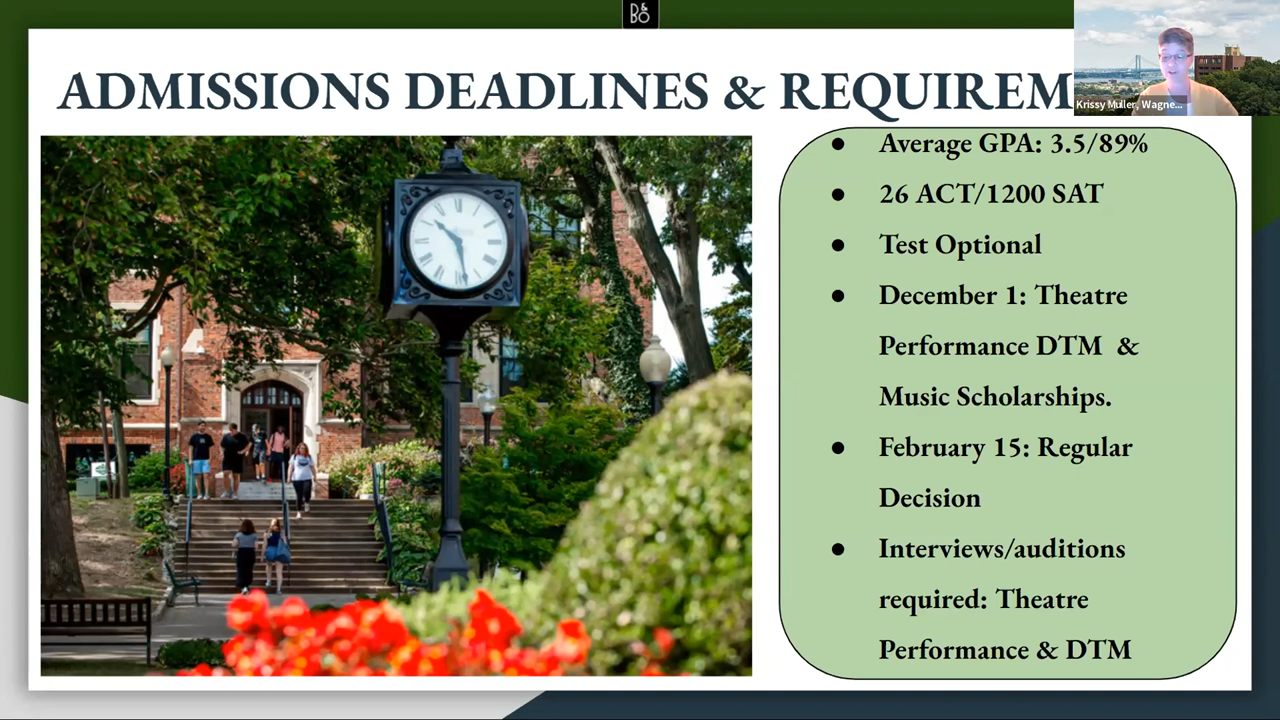 D&
BO
ADMISSIONS DEADLINES & REQUIREM
Krissy Muller, Wagne...
● Average GPA: 3.5/89%
● 26 ACT/1200 SAT
● Test Optional
● December 1: Theatre
Performance DTM &
Music Scholarships.
● February 15: Regular
Decision
● Interviews/auditions
required: Theatre
Performance & DTM